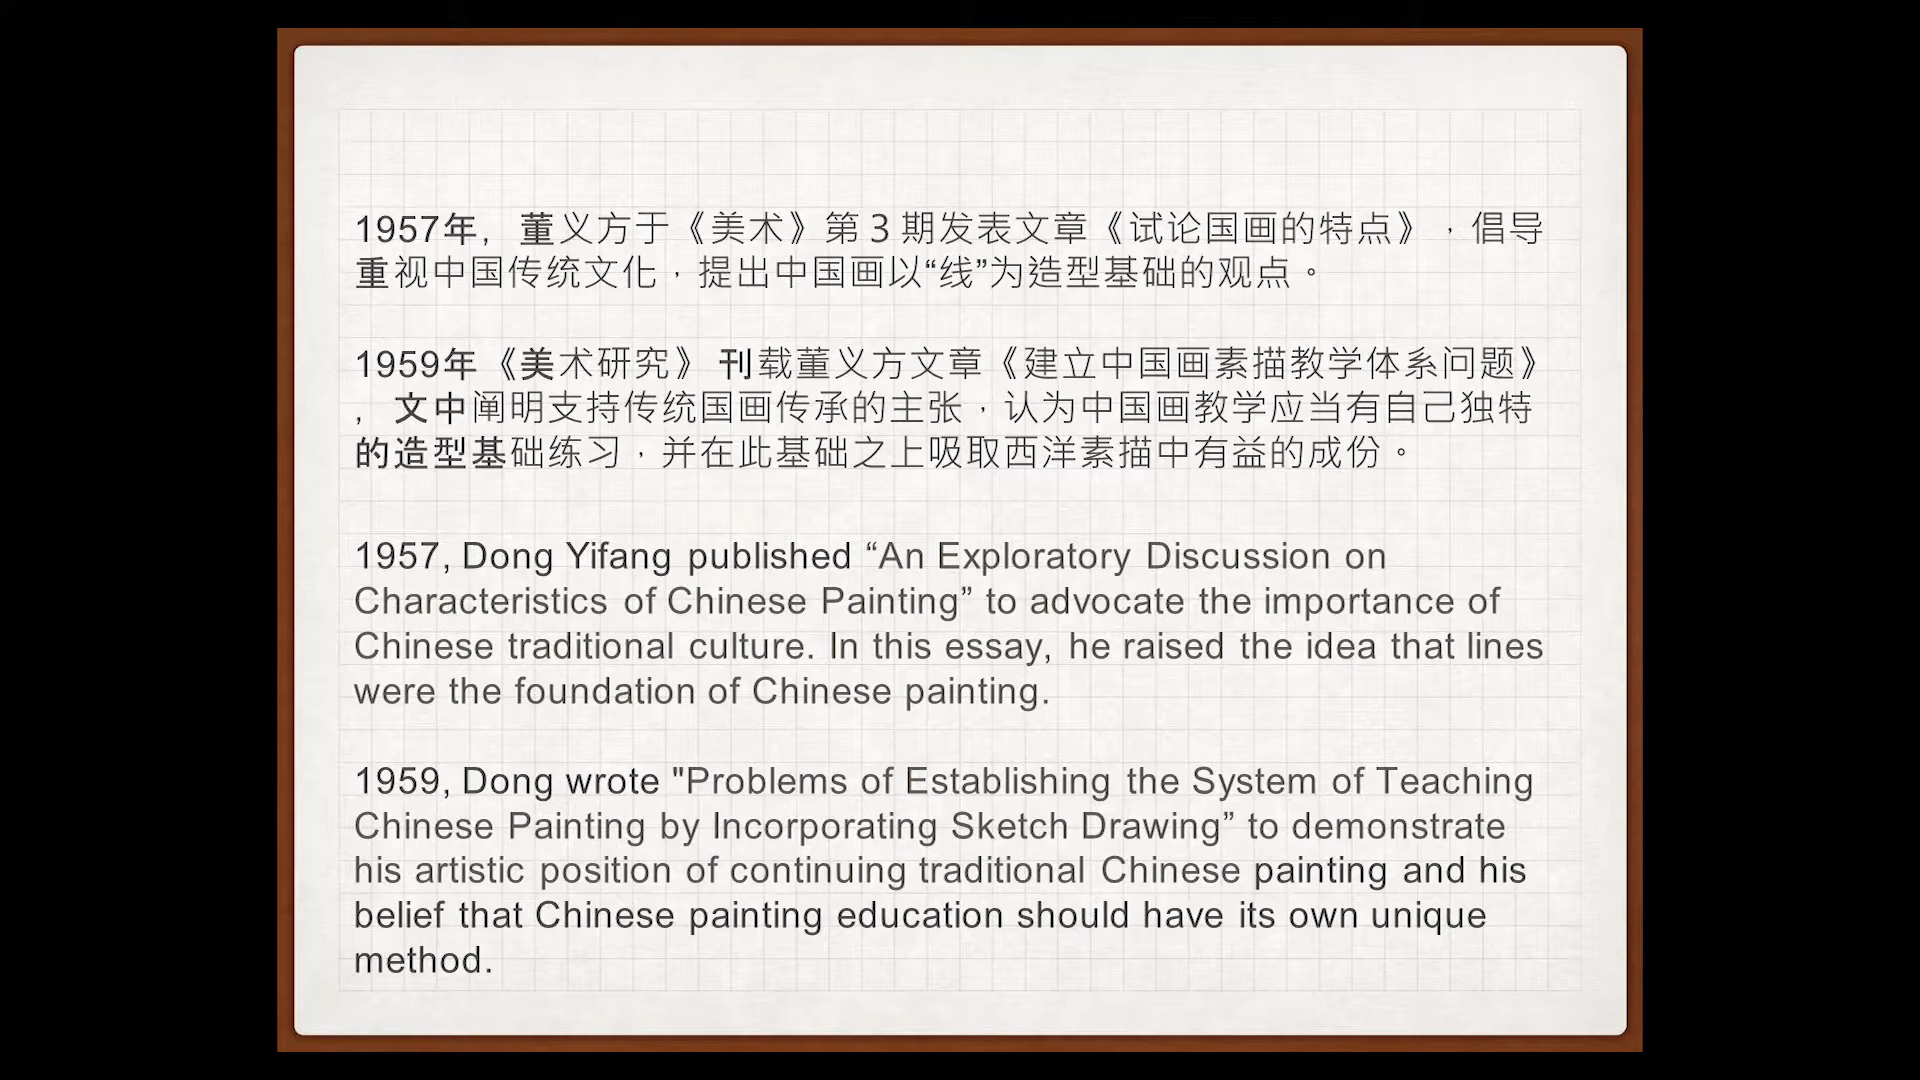 1957年，董义方于《美术》第３期发表文章《试论国画的特点》，倡导
重视中国传统文化，提出中国画以“线”为造型基础的观点。
1959年《美术研究》 刊载董义方文章《建立中国画素描教学体系问题》
，文中阐明支持传统国画传承的主张，认为中国画教学应当有自己独特
的造型基础练习，并在此基础之上吸取西洋素描中有益的成份。
1957, Dong Yifang published “An Exploratory Discussion on
Characteristics of Chinese Painting” to advocate the importance of
Chinese traditional culture. In this essay, he raised the idea that lines
were the foundation of Chinese painting.
1959, Dong wrote "Problems of Establishing the System of Teaching
Chinese Painting by Incorporating Sketch Drawing” to demonstrate
his artistic position of continuing traditional Chinese painting and his
belief that Chinese painting education should have its own unique
method.